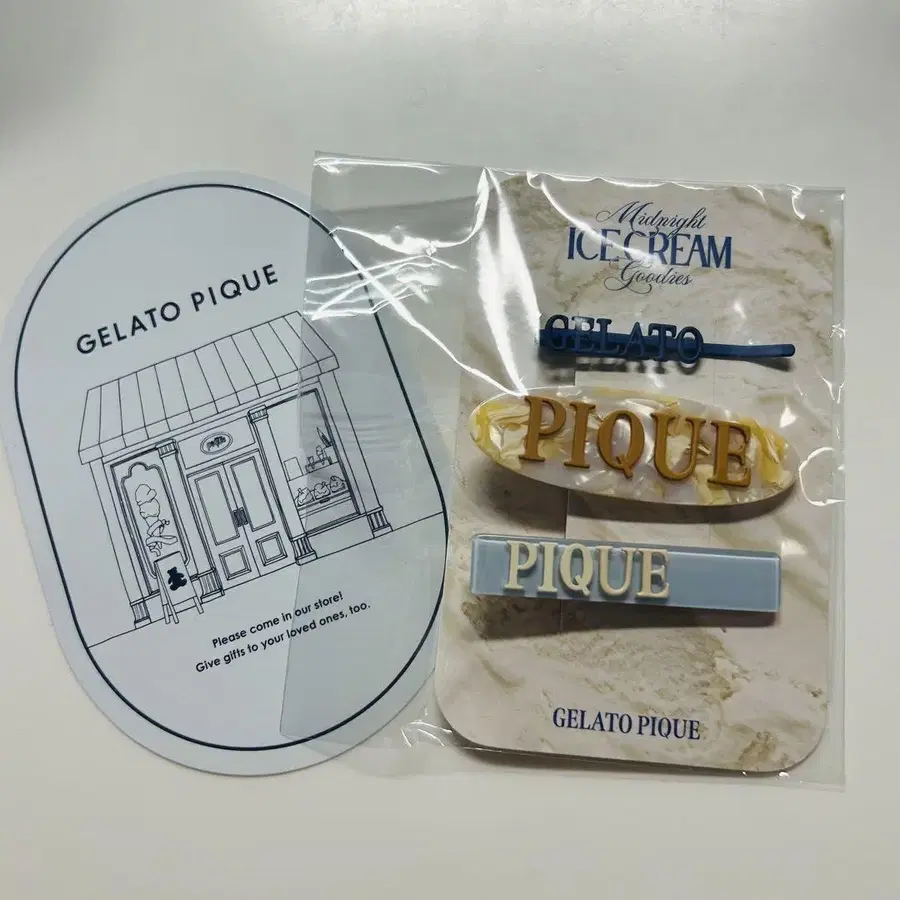 GELATO PIQUE
Please come in our store!
Give gifts to your loved ones, too.
Midnight
ICE CREAM
Goodies
GELATO
PIQUE
PIQUE
GELATO PIQUE